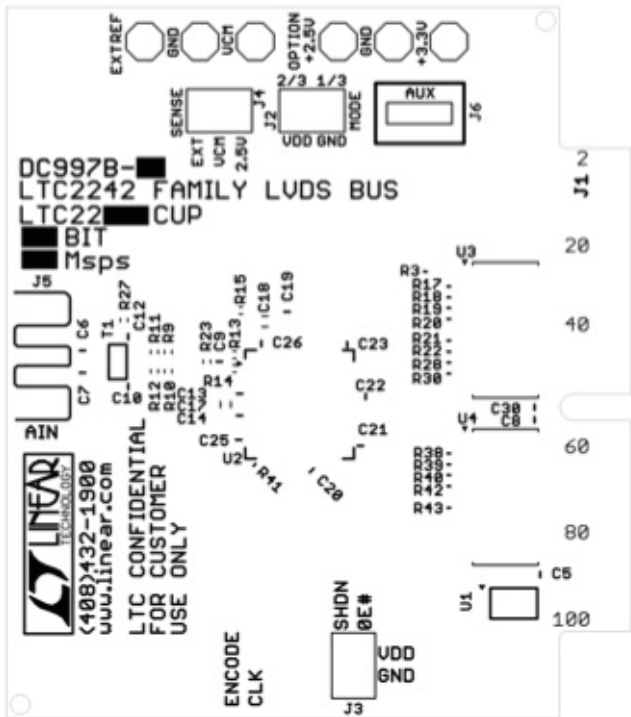 EXTREF
GND
VCM
OPTION
+2.5V
GND
+3.3V
SENSE
J4
EXT
VCM
2.5V
J2
2/3 1/3
MODE
VDD GND
AUX
J6
DC997B-
LTC2242 FAMILY LVDS BUS
LTC22 CUP
BIT
Msps
2
J1
20
40
60
80
100
J5
AIN
C6
C7
R27
C12
T1
C10
R11
R9
R12
R10
R23
C9
R13
R14
R15
C18
C19
C26
C23
C22
C21
C20
C25
U2
R41
R3
R17
R18
R19
R20
R21
R22
R28
R30
U3
C30
C8
U4
R38
R39
R40
R42
R43
C5
U1
LINEAR
TECHNOLOGY
(408)432-1900
www.linear.com
LTC CONFIDENTIAL
FOR CUSTOMER
USE ONLY
ENCODE
CLK
SHDN
OE#
VDD
GND
J3